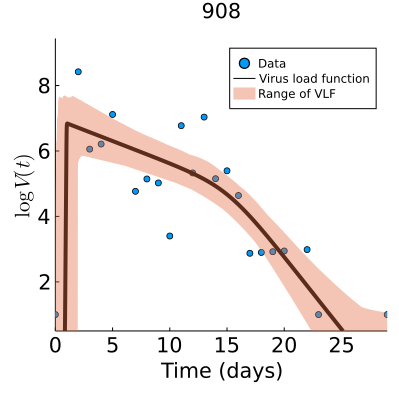 908
Data
Virus load function
Range of VLF
log V(t)
8
6
4
2
0 5 10 15 20 25
Time (days)